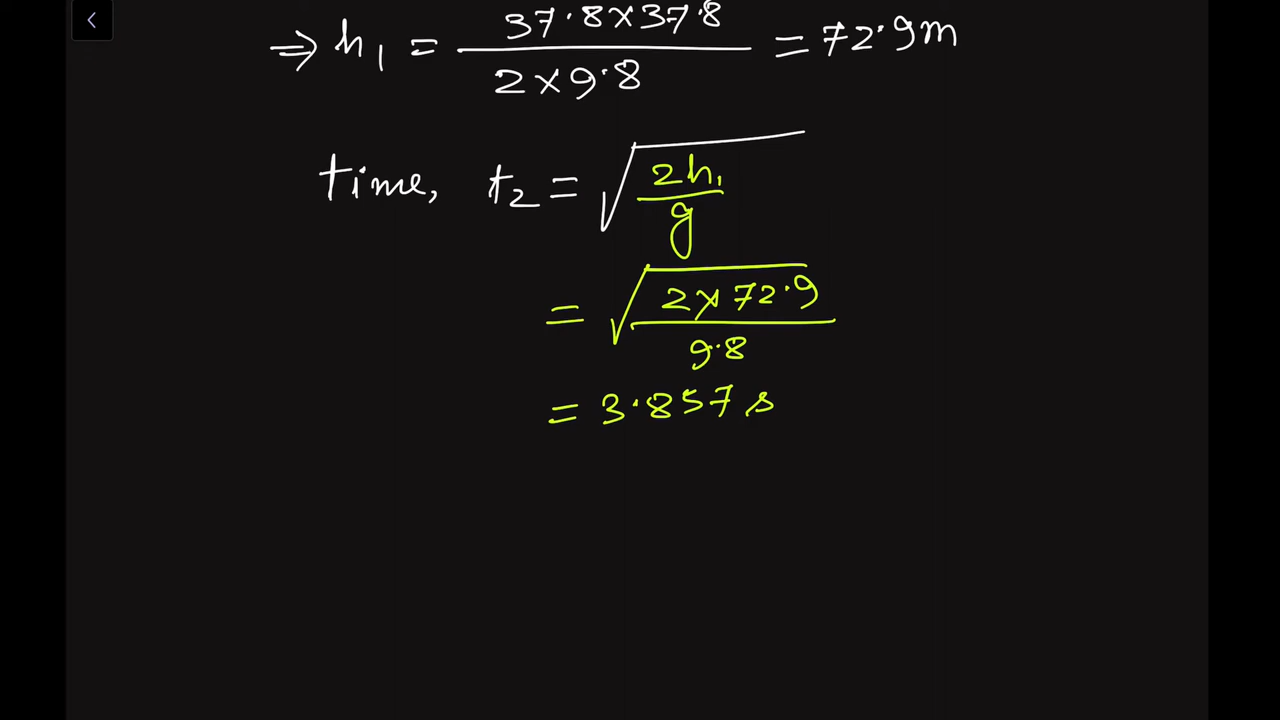 ⇒ h₁ = 37.8×37.8 / 2×9.8 = 72.9m
time, t₂ = √(2h₁ / g)
= √(2×72.9 / 9.8)
= 3.857 s